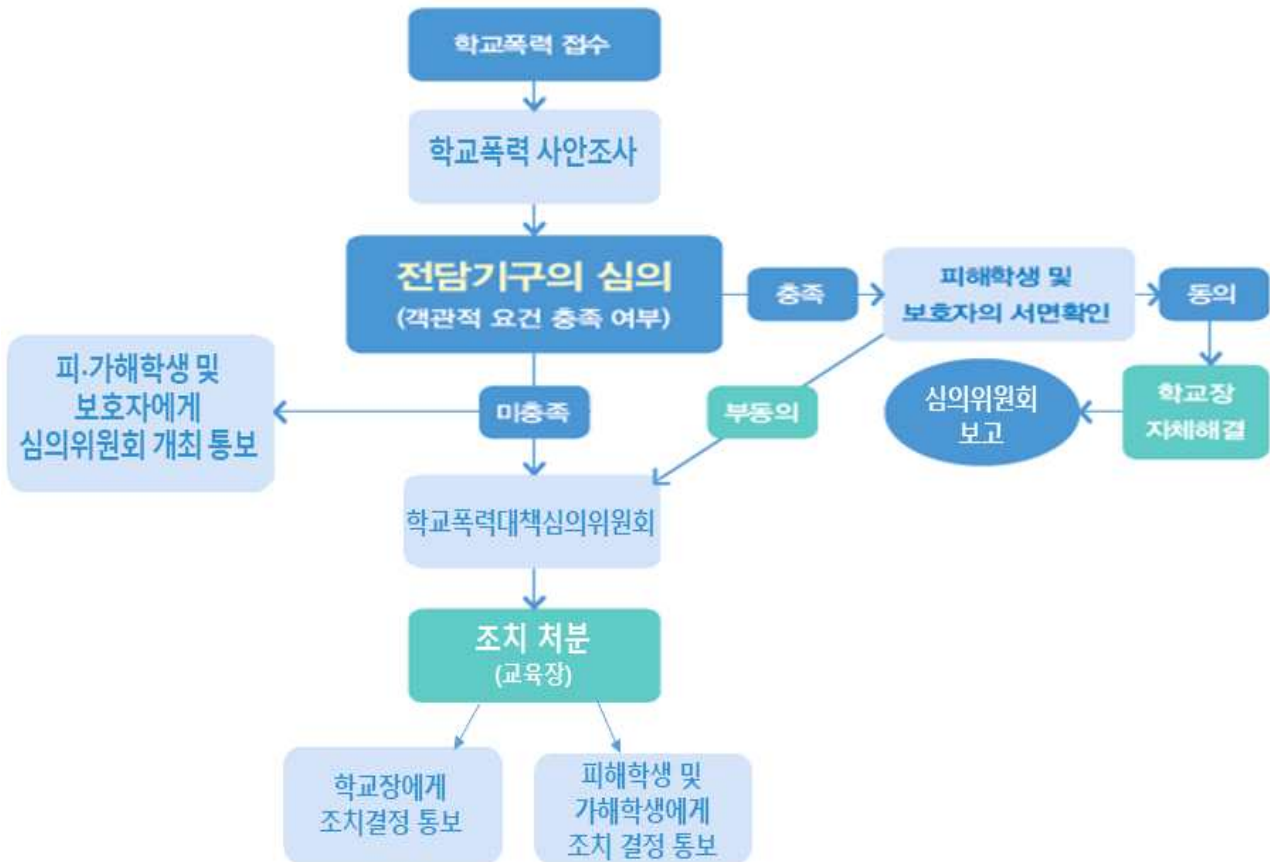 학교폭력 접수
학교폭력 사안조사
전담기구의 심의
(객관적 요건 충족 여부)
충족
피해학생 및
보호자의 서면확인
동의
피·가해학생 및
보호자에게
심의위원회 개최 통보
미충족
부동의
심의위원회
보고
학교장
자체해결
학교폭력대책심의위원회
조치 처분
(교육장)
학교장에게
조치결정 통보
피해학생 및
가해학생에게
조치 결정 통보